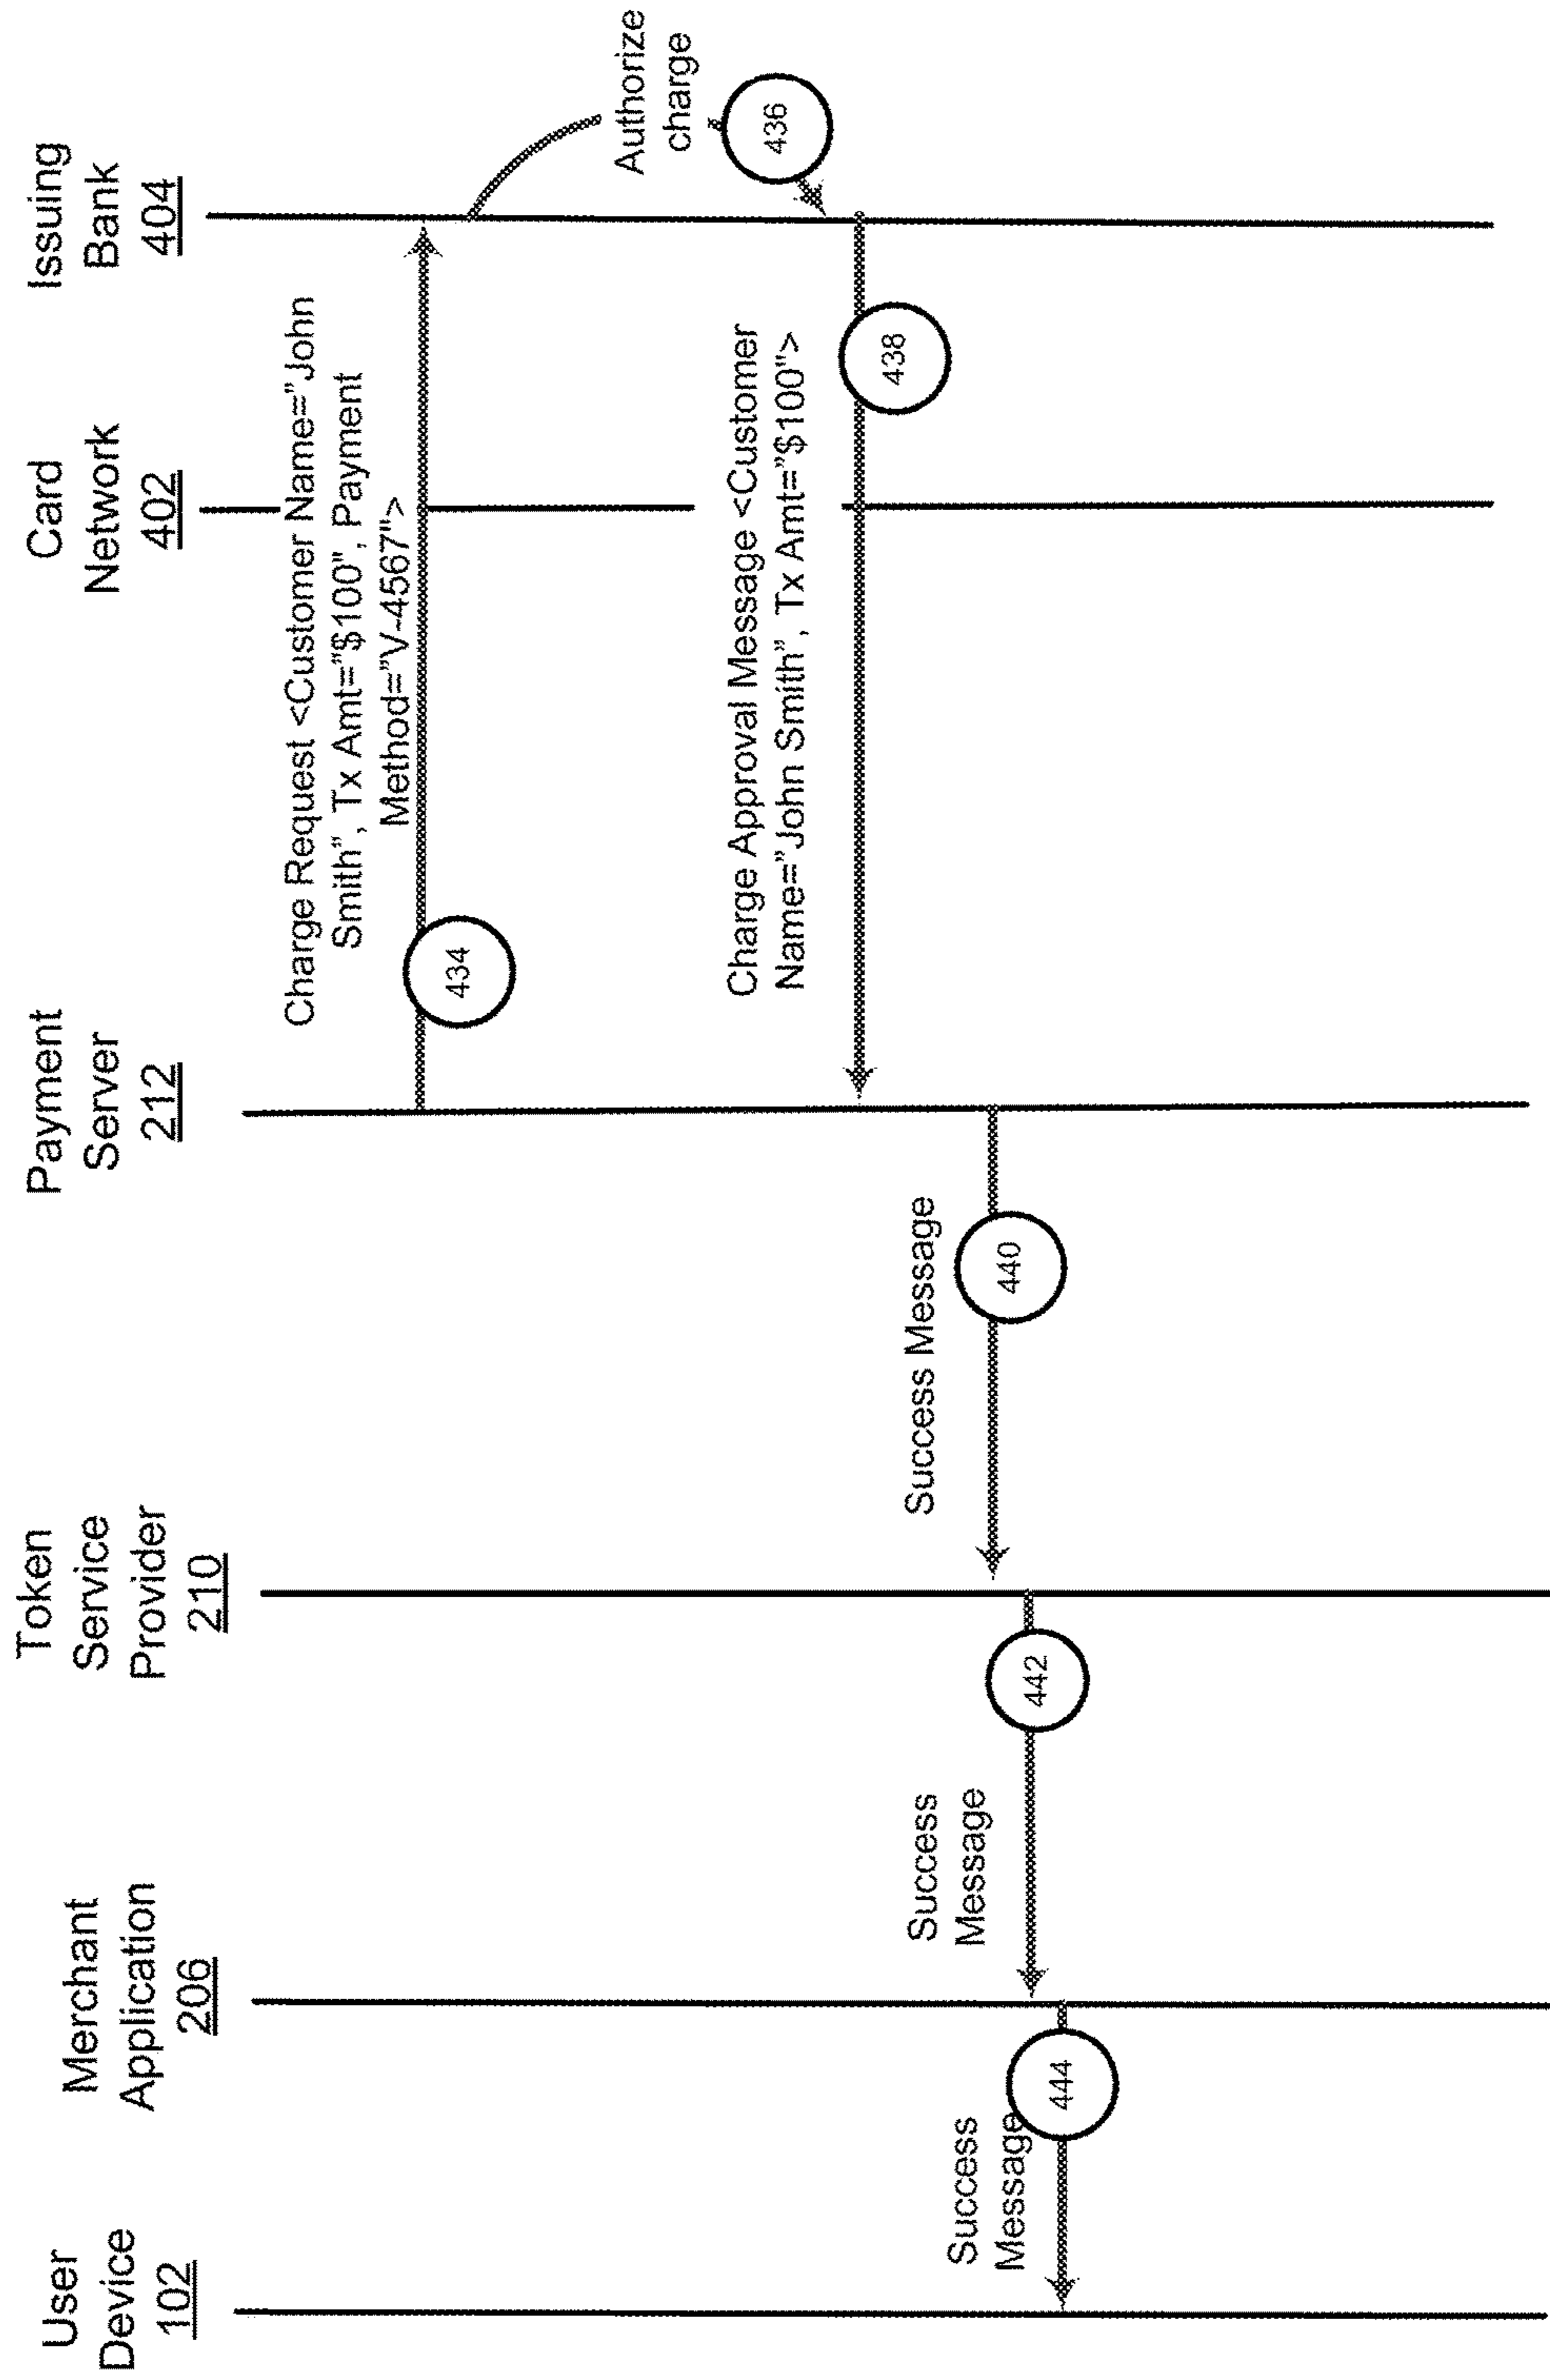 User
Device
102
Merchant
Application
206
Token
Service
Provider
210
Payment
Server
212
Card
Network
402
Issuing
Bank
404
Charge Request <Customer Name="John
Smith", Tx Amt="$100", Payment
Method="V-4567">
434
Authorize
charge
436
Charge Approval Message <Customer
Name="John Smith", Tx Amt="$100">
438
Success Message
440
Success
Message
442
Success
Message
444